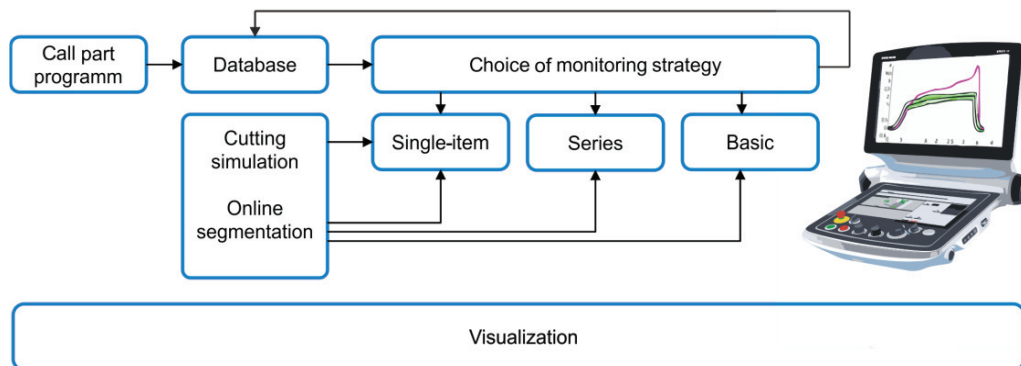 Call part
programm
Database
Choice of monitoring strategy
Cutting
simulation
Single-item
Series
Basic
Online
segmentation
Visualization